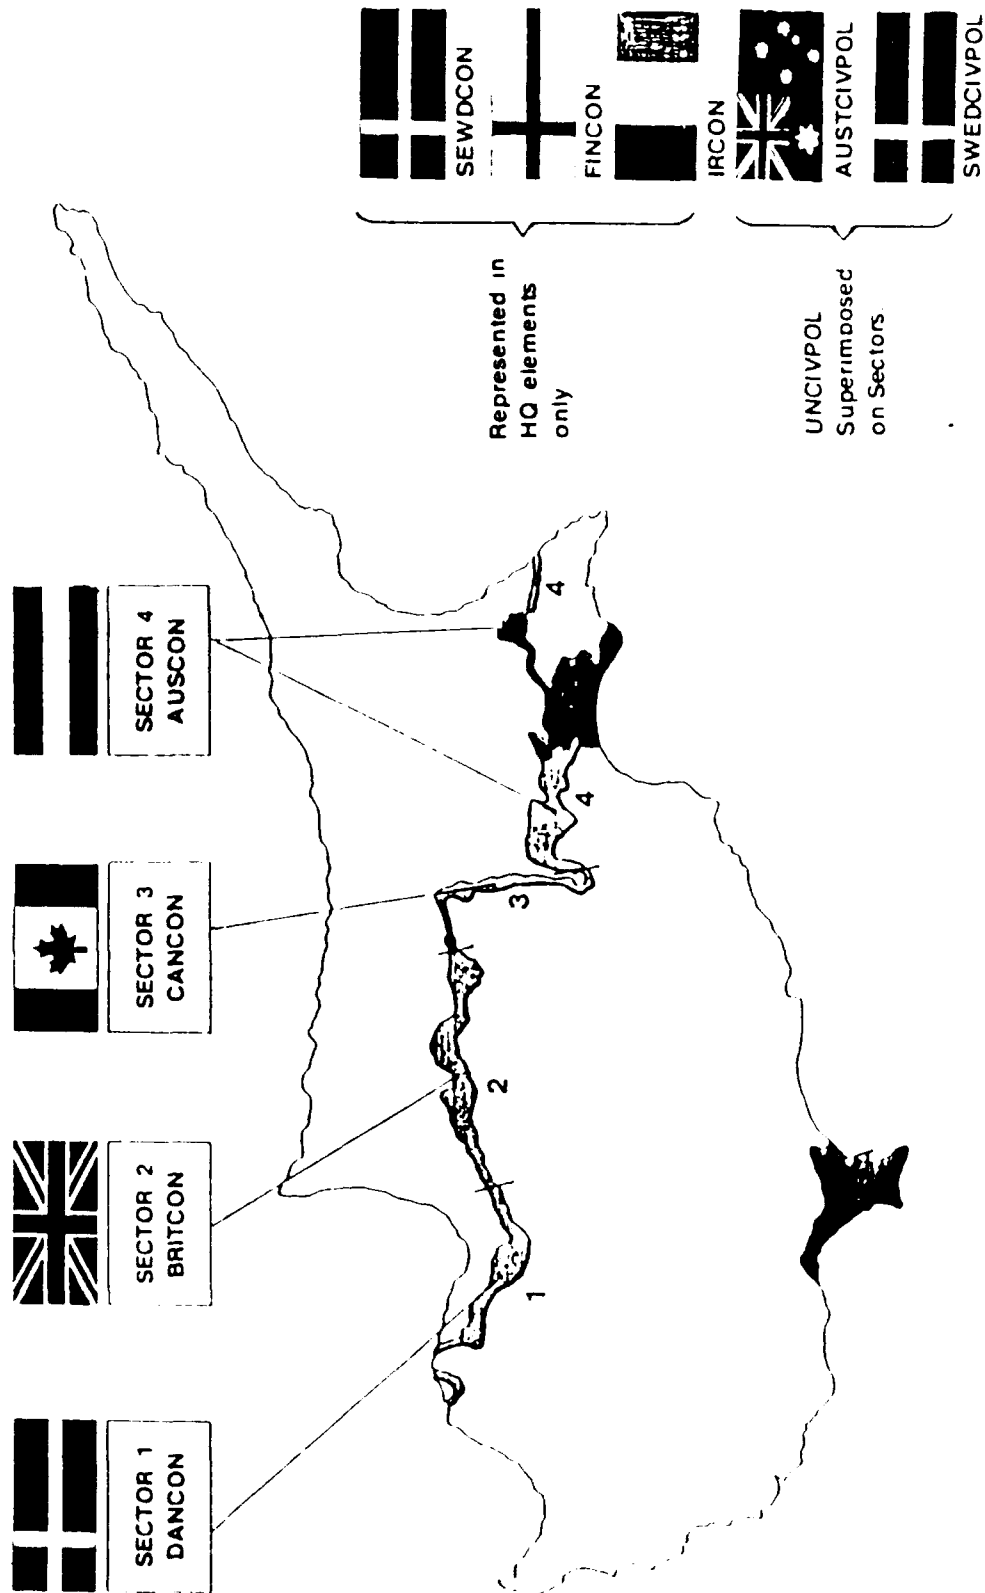 SECTOR 1
DANCON
SECTOR 2
BRITCON
SECTOR 3
CANCON
SECTOR 4
AUSCON
1
2
3
4
4
Represented in
HQ elements
only
SEWDCON
FINCON
IRCON
UNCIVPOL
Superimposed
on Sectors.
AUSTCIVPOL
SWEDCIVPOL